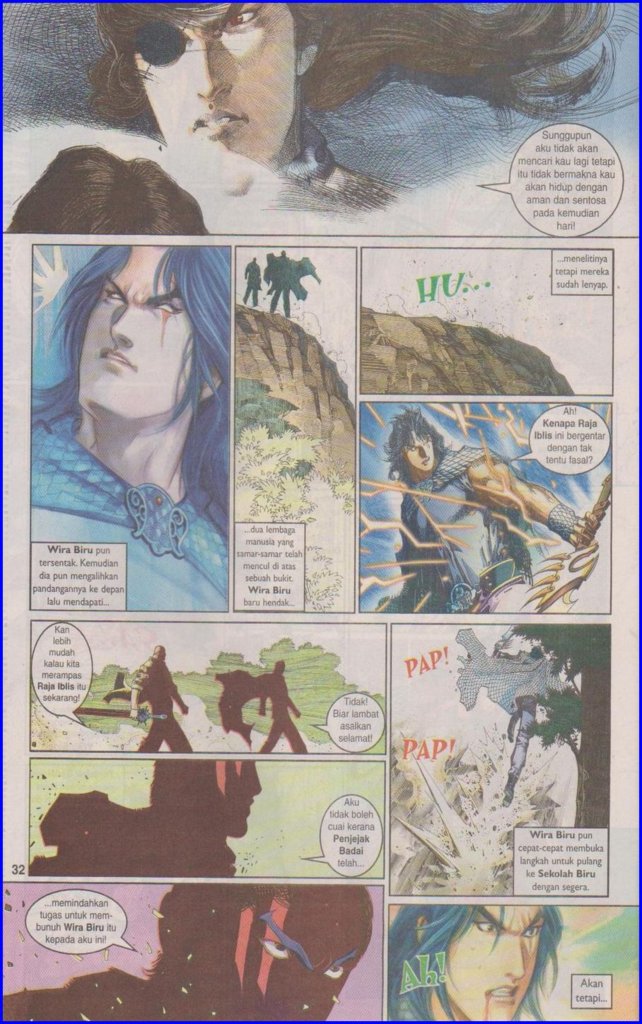 Sunggupun
aku tidak akan
mencari kau lagi tetapi
itu tidak bermakna kau
akan hidup dengan
aman dan sentosa
pada kemudian
hari!
Wira Biru pun
tersentak. Kemudian
dia pun mengalihkan
pandangannya ke depan
lalu mendapati...
...dua lembaga
manusia yang
samar-samar telah
mencul di atas
sebuah bukit.
Wira Biru
baru hendak...
HU...
...menelitinya
tetapi mereka
sudah lenyap.
Ah!
Kenapa Raja
Iblis ini bergentar
dengan tak
tentu fasal?
Kan
lebih
mudah
kalau kita
merampas
Raja Iblis itu
sekarang!
Tidak!
Biar lambat
asalkan
selamat!
PAP!
PAP!
Wira Biru pun
cepat-cepat membuka
langkah untuk pulang
ke Sekolah Biru
dengan segera.
Aku
tidak boleh
cuai kerana
Penjejak
Badai
telah...
32
...memindahkan
tugas untuk mem-
bunuh Wira Biru itu
kepada aku ini!
Ah!
Akan
tetapi...